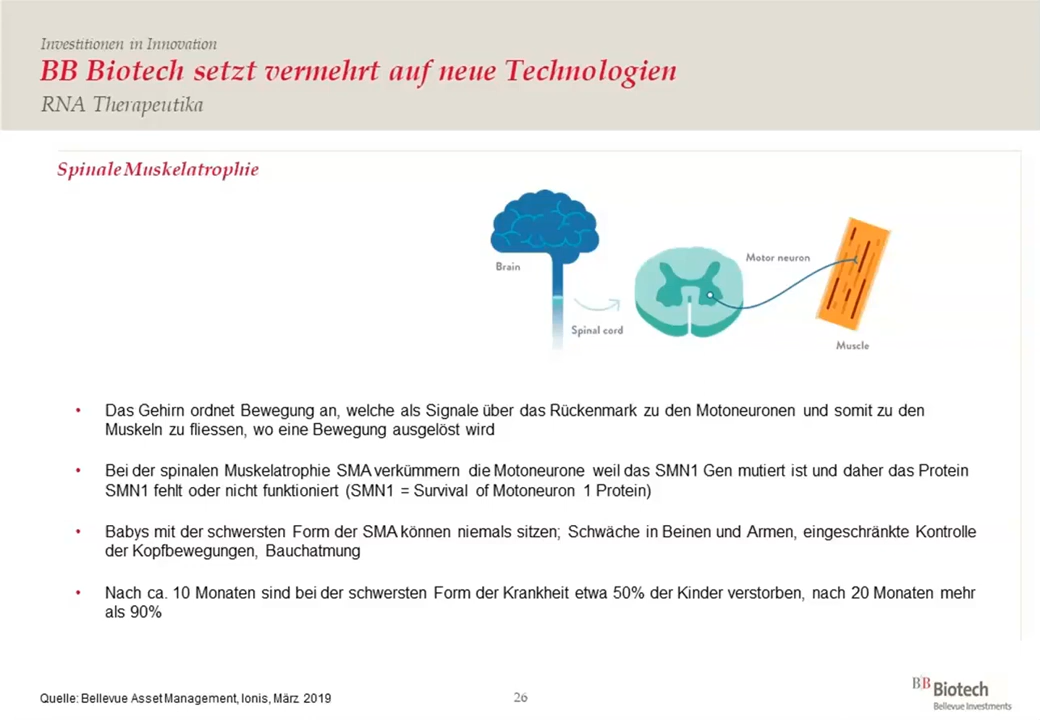 Investitionen in Innovation
BB Biotech setzt vermehrt auf neue Technologien
RNA Therapeutika
Spinale Muskelatrophie
Brain
Spinal cord
Motor neuron
Muscle
• Das Gehirn ordnet Bewegung an, welche als Signale über das Rückenmark zu den Motoneuronen und somit zu den
Muskeln zu fliessen, wo eine Bewegung ausgelöst wird
• Bei der spinalen Muskelatrophie SMA verkümmern die Motoneurone weil das SMN1 Gen mutiert ist und daher das Protein
SMN1 fehlt oder nicht funktioniert (SMN1 = Survival of Motoneuron 1 Protein)
• Babys mit der schwersten Form der SMA können niemals sitzen; Schwäche in Beinen und Armen, eingeschränkte Kontrolle
der Kopfbewegungen, Bauchatmung
• Nach ca. 10 Monaten sind bei der schwersten Form der Krankheit etwa 50% der Kinder verstorben, nach 20 Monaten mehr
als 90%
Quelle: Bellevue Asset Management, Ionis, März 2019
26
BB Biotech
Bellevue Investments